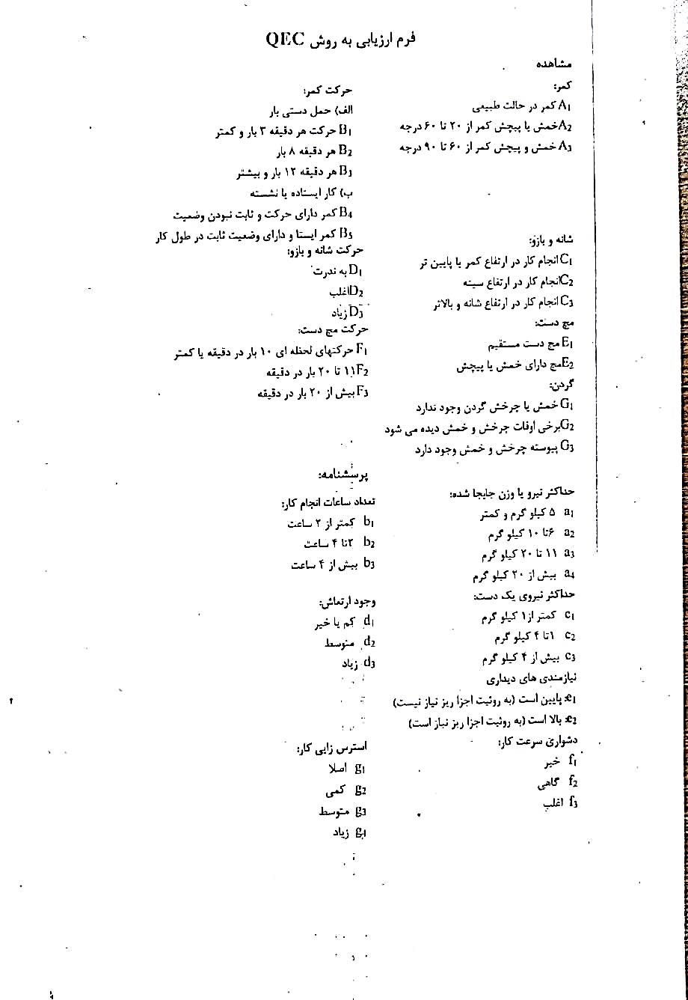 فرم ارزیابی به روش QEC
مشاهده
کمر:
A1 کمر در حالت طبیعی
A2 خمش یا پیچش کمر از ۲۰ تا ۶۰ درجه
A3 خمش و پیچش کمر از ۶۰ تا ۹۰ درجه
حرکت کمر:
الف) حمل دستی بار
B1 حرکت هر دقیقه ۳ بار و کمتر
B2 هر دقیقه ۸ بار
B3 هر دقیقه ۱۲ بار و بیشتر
ب) کار ایستاده یا نشسته
B4 کمر دارای حرکت و ثابت نبودن وضعیت
B5 کمر ایستا و دارای وضعیت ثابت در طول کار
شانه و بازو:
C1 انجام کار در ارتفاع کمر یا پایین تر
C2 انجام کار در ارتفاع سینه
C3 انجام کار در ارتفاع شانه و بالاتر
حرکت شانه و بازو:
D1 به ندرت
D2 اغلب
D3 زیاد
مچ دست:
E1 مچ دست مستقیم
E2 مچ دارای خمش یا پیچش
حرکت مچ دست:
F1 حرکتهای لحظه ای ۱۰ بار در دقیقه یا کمتر
F2 ۱۱ تا ۲۰ بار در دقیقه
F3 بیش از ۲۰ بار در دقیقه
گردن:
G1 خمش یا چرخش گردن وجود ندارد
G2 برخی اوقات چرخش و خمش دیده می شود
G3 پیوسته چرخش و خمش وجود دارد
پرسشنامه:
حداکثر نیرو یا وزن جابجا شده:
a1 ۵ کیلو گرم و کمتر
a2 ۶ تا ۱۰ کیلو گرم
a3 ۱۱ تا ۲۰ کیلو گرم
a4 بیش از ۲۰ کیلو گرم
تعداد ساعات انجام کار:
b1 کمتر از ۲ ساعت
b2 ۲ تا ۴ ساعت
b3 بیش از ۴ ساعت
حداکثر نیروی یک دست:
c1 کمتر از ۱ کیلو گرم
c2 ۱ تا ۴ کیلو گرم
c3 بیش از ۴ کیلو گرم
وجود ارتعاش:
d1 کم یا خیر
d2 متوسط
d3 زیاد
نیازمندی های دیداری
e1: پایین است (به روئیت اجزا ریز نیاز نیست)
e2: بالا است (به روئیت اجزا ریز نیاز است)
دشواری سرعت کار:
f1 خیر
f2 گاهی
f3 اغلب
استرس زایی کار:
g1 اصلا
g2 کمی
g3 متوسط
g4 زیاد